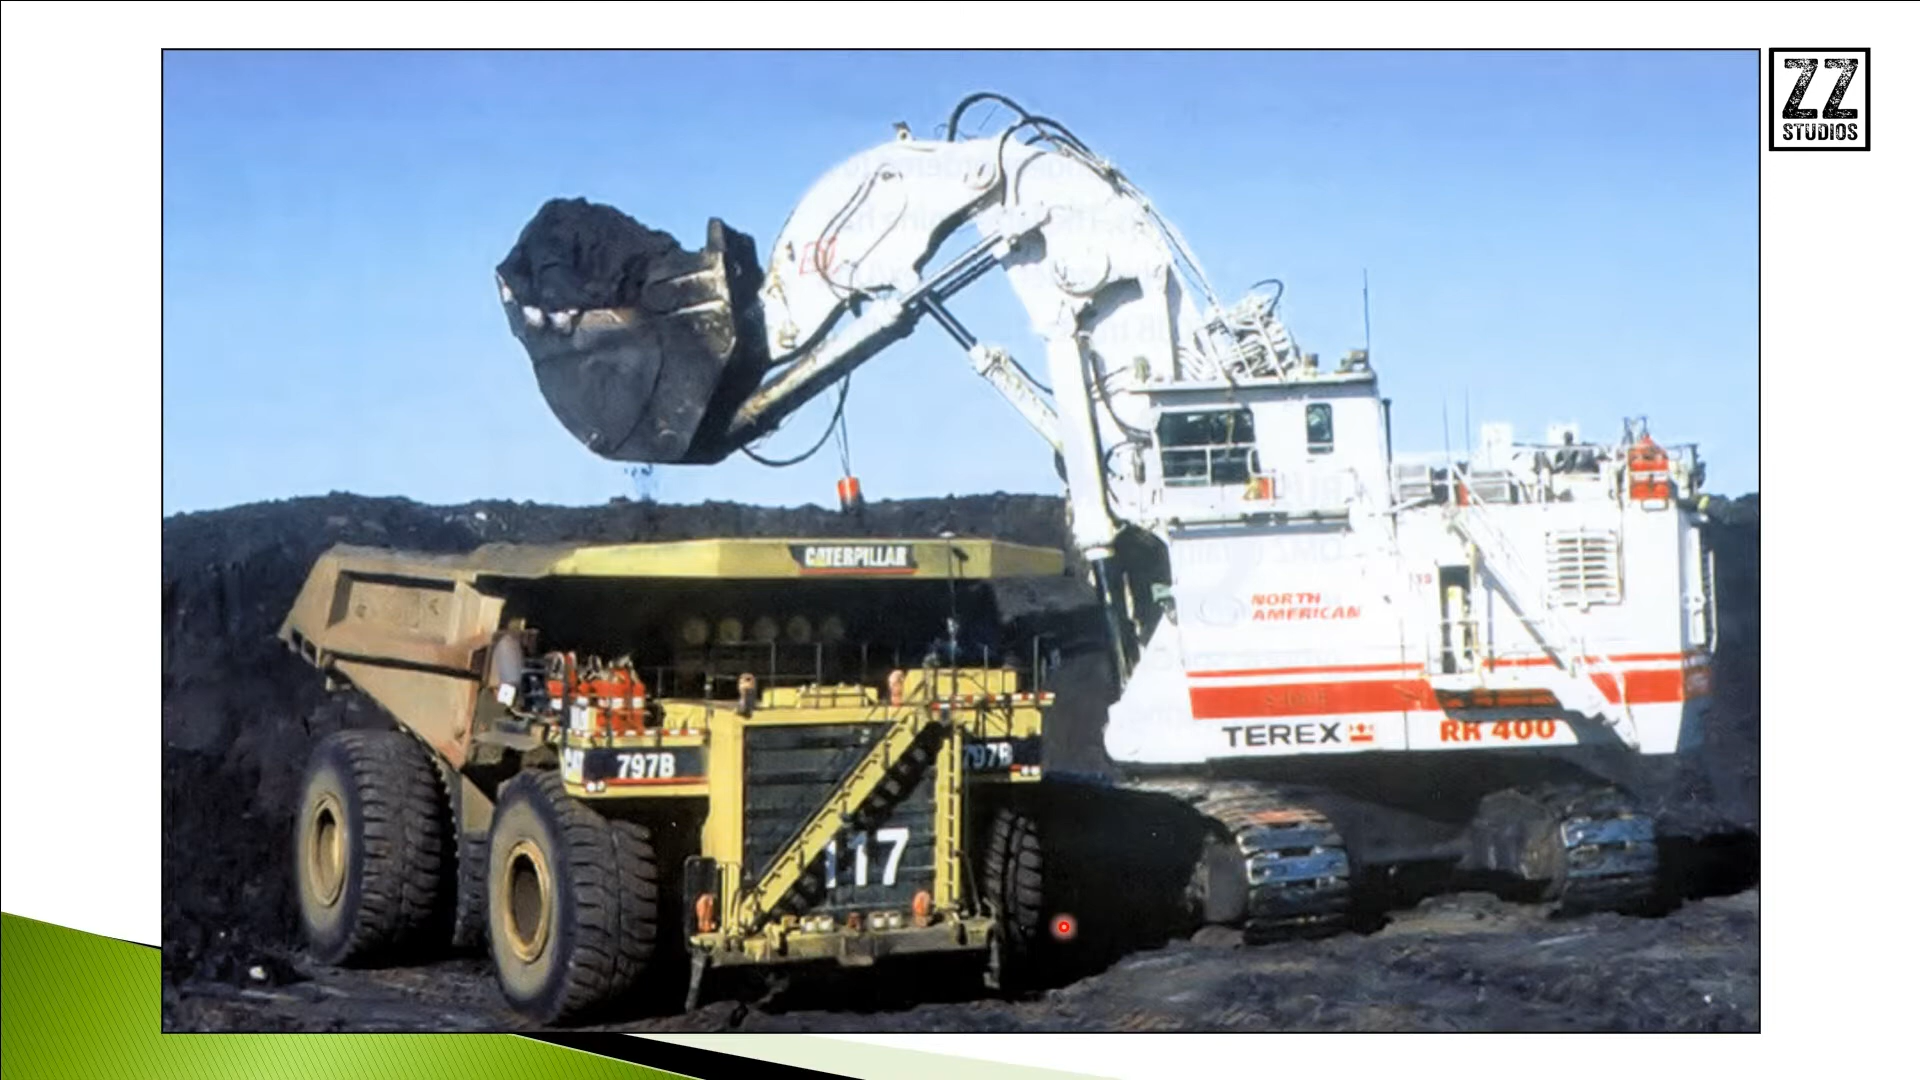 ZZ
STUDIOS
CATERPILLAR
NORTH
AMERICAN
797B
797B
TEREX
RH 400
117